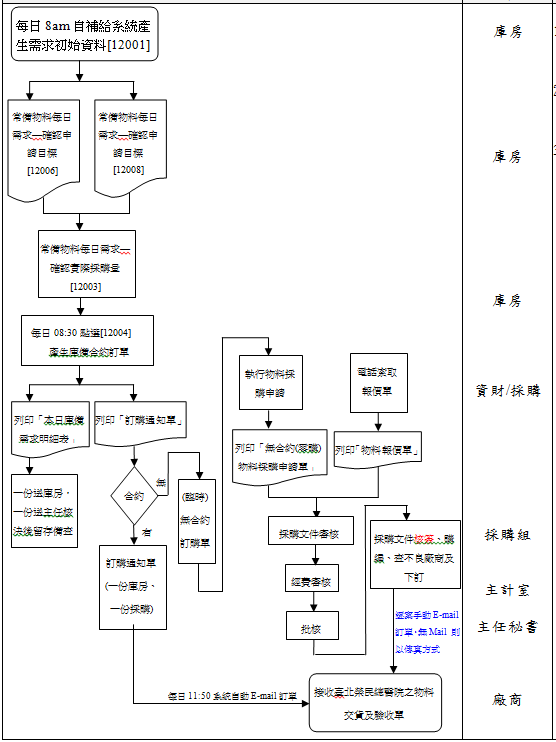 每日 8am 自補給系統產
生需求初始資料[12001]
庫房
常備物料每日
需求—確認申
請目標
[12006]
常備物料每日
需求—確認申
請目標
[12008]
庫房
常備物料每日需求—
確認實際採購量
[12003]
庫房
每日 08:30 點選[12004]
產生庫備合約訂單
執行物料採
購申請
電話索取
報價單
資財/採購
列印「本日庫備
需求明細表」
列印「訂購通知單」
列印「無合約(零購)
物料採購申請單」
列印「物料報價單」
一份送庫房，
一份送主任核
決後留存備查
合約
無
有
(臨時)
無合約
訂購單
採購文件審核
採購文件核簽、購
案、查不良廠商及
下訂
採購組
訂購通知單
(一份庫房、
一份採購)
經費審核
主計室
批核
逐案手動 E-mail
訂單，無 Mail 則
以傳真方式
主任秘書
每日 11:50 系統自動 E-mail 訂單
接收臺北榮民總醫院之物料
交貨及驗收單
廠商